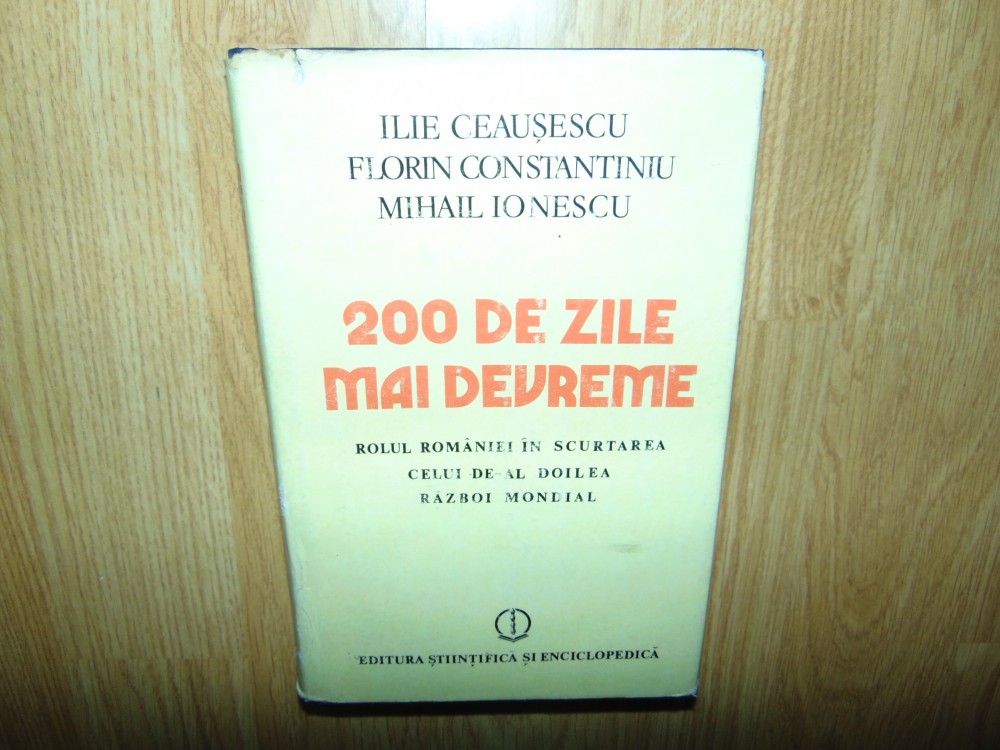 ILIE CEAUȘESCU
FLORIN CONSTANTINIU
MIHAIL IONESCU
200 DE ZILE
MAI DEVREME
ROLUL ROMÂNIEI ÎN SCURTAREA
CELUI DE-AL DOILEA
RĂZBOI MONDIAL
EDITURA ȘTIINȚIFICĂ ȘI ENCICLOPEDICĂ